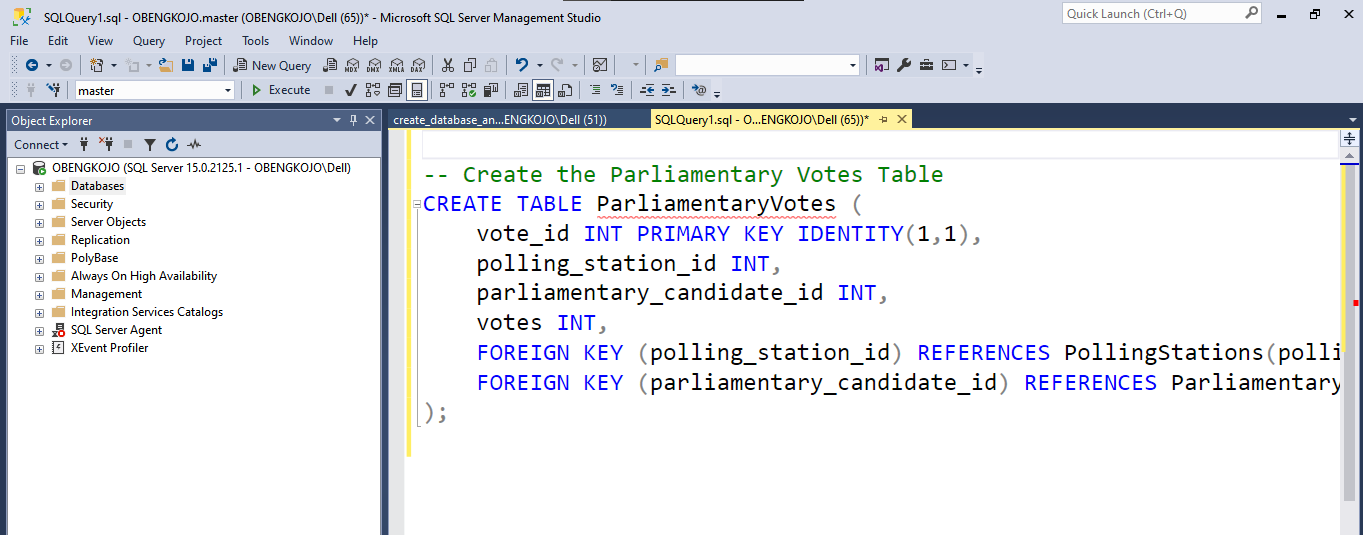 SQLQuery1.sql - OBENGKOJO.master (OBENGKOJO\Dell (65))* - Microsoft SQL Server Management Studio
Quick Launch (Ctrl+Q)
File Edit View Query Project Tools Window Help
New Query MDX DMX XMLA DAX
master Execute
Object Explorer
create_database_an...ENGKOJO\Dell (51))
SQLQuery1.sql - O...ENGKOJO\Dell (65))*
Connect
OBENGKOJO (SQL Server 15.0.2125.1 - OBENGKOJO\Dell)
Databases
Security
Server Objects
Replication
PolyBase
Always On High Availability
Management
Integration Services Catalogs
SQL Server Agent
XEvent Profiler
-- Create the Parliamentary Votes Table
CREATE TABLE ParliamentaryVotes (
    vote_id INT PRIMARY KEY IDENTITY(1,1),
    polling_station_id INT,
    parliamentary_candidate_id INT,
    votes INT,
    FOREIGN KEY (polling_station_id) REFERENCES PollingStations(polli
    FOREIGN KEY (parliamentary_candidate_id) REFERENCES Parliamentary
);